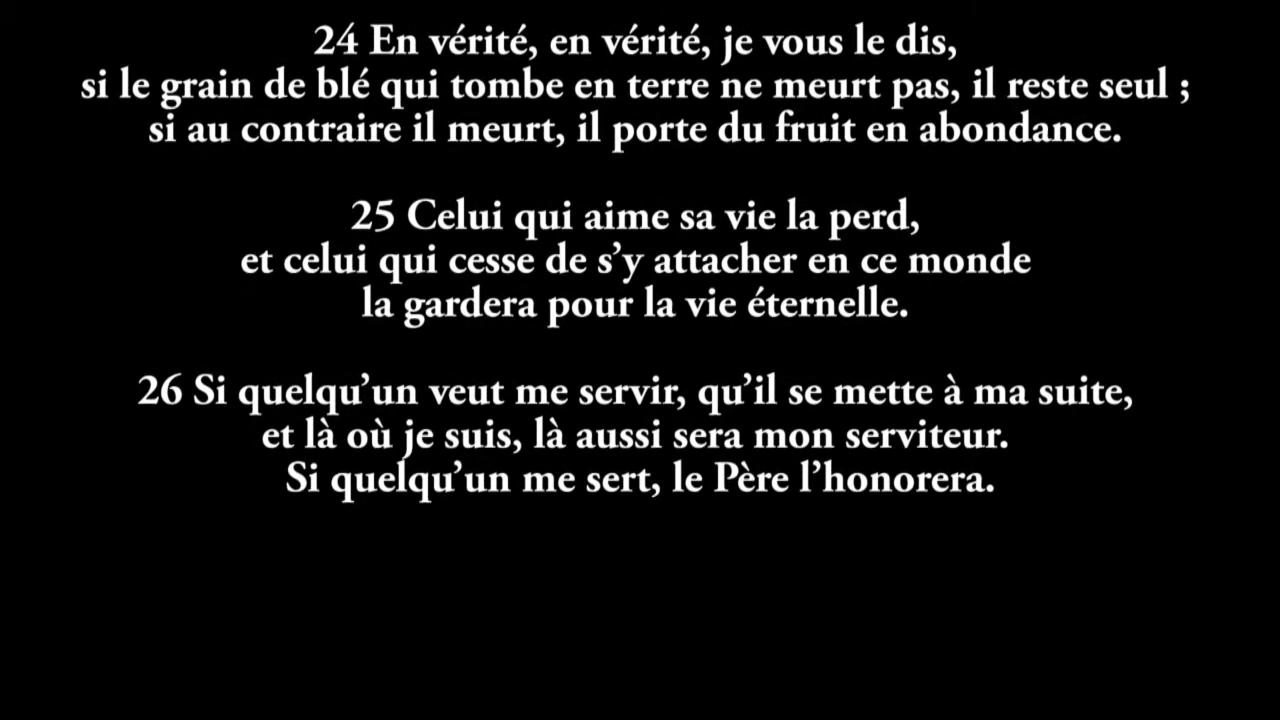 24 En vérité, en vérité, je vous le dis,
si le grain de blé qui tombe en terre ne meurt pas, il reste seul ;
si au contraire il meurt, il porte du fruit en abondance.
25 Celui qui aime sa vie la perd,
et celui qui cesse de s’y attacher en ce monde
la gardera pour la vie éternelle.
26 Si quelqu’un veut me servir, qu’il se mette à ma suite,
et là où je suis, là aussi sera mon serviteur.
Si quelqu’un me sert, le Père l’honorera.